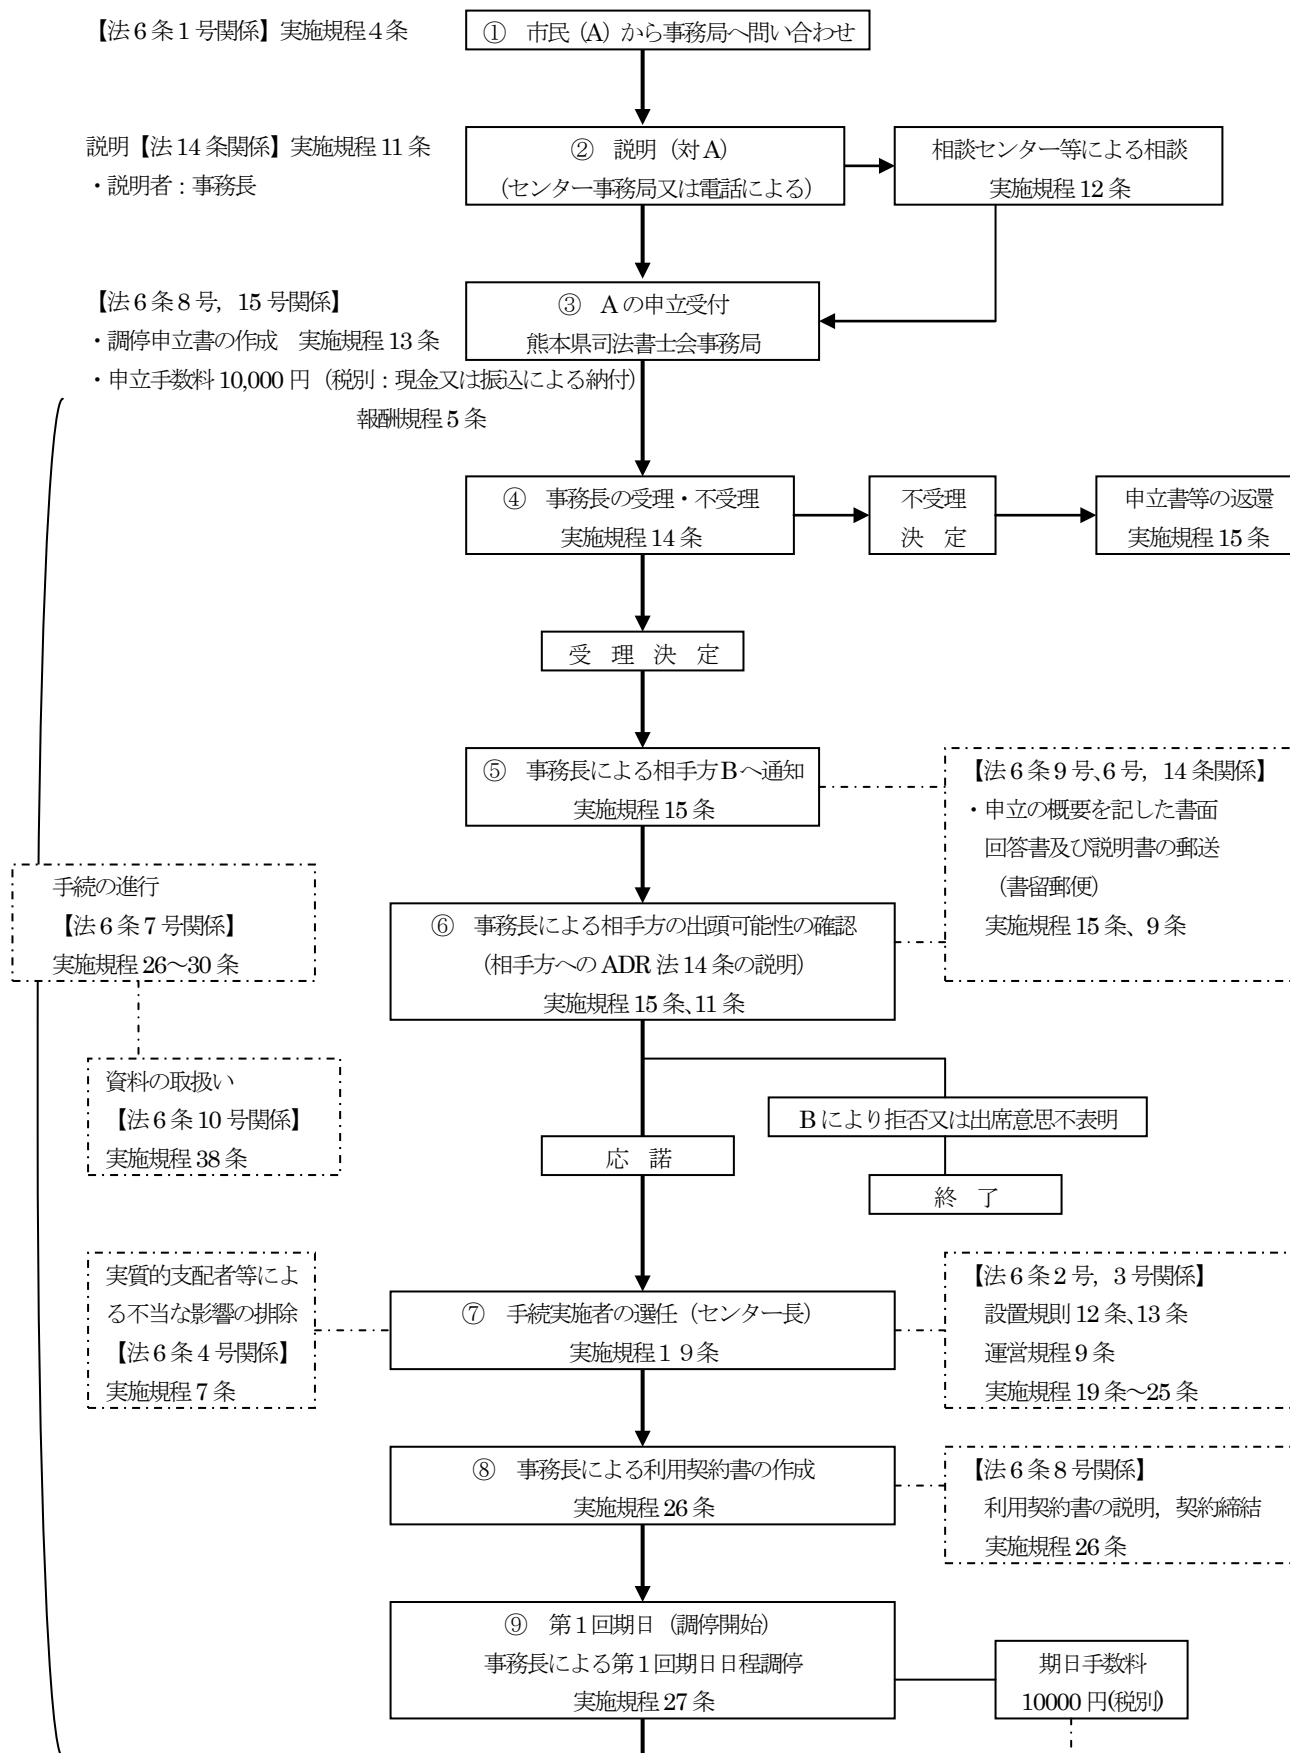 【法6条1号関係】実施規程4条
① 市民(A)から事務局へ問い合わせ
説明【法14条関係】実施規程11条
・説明者:事務長
② 説明(対A)
(センター事務局又は電話による)
相談センター等による相談
実施規程12条
【法6条8号,15号関係】
・調停申立書の作成 実施規程13条
・申立手数料10,000円(税別:現金又は振込による納付)
報酬規程5条
③ Aの申立受付
熊本県司法書士会事務局
④ 事務長の受理・不受理
実施規程14条
不受理
決 定
申立書等の返還
実施規程15条
受 理 決 定
⑤ 事務長による相手方Bへ通知
実施規程15条
【法6条9号、6号,14条関係】
・申立の概要を記した書面
回答書及び説明書の郵送
(書留郵便)
実施規程15条、9条
手続の進行
【法6条7号関係】
実施規程26~30条
⑥ 事務長による相手方の出頭可能性の確認
(相手方へのADR法14条の説明)
実施規程15条、11条
資料の取扱い
【法6条10号関係】
実施規程38条
Bにより拒否又は出席意思不表明
応 諾
終 了
実質的支配者等によ
る不当な影響の排除
【法6条4号関係】
実施規程7条
⑦ 手続実施者の選任(センター長)
実施規程19条
【法6条2号,3号関係】
設置規則12条、13条
運営規程9条
実施規程19条~25条
⑧ 事務長による利用契約書の作成
実施規程26条
【法6条8号関係】
利用契約書の説明,契約締結
実施規程26条
⑨ 第1回期日(調停開始)
事務長による第1回期日日程調停
実施規程27条
期日手数料
10000円(税別)